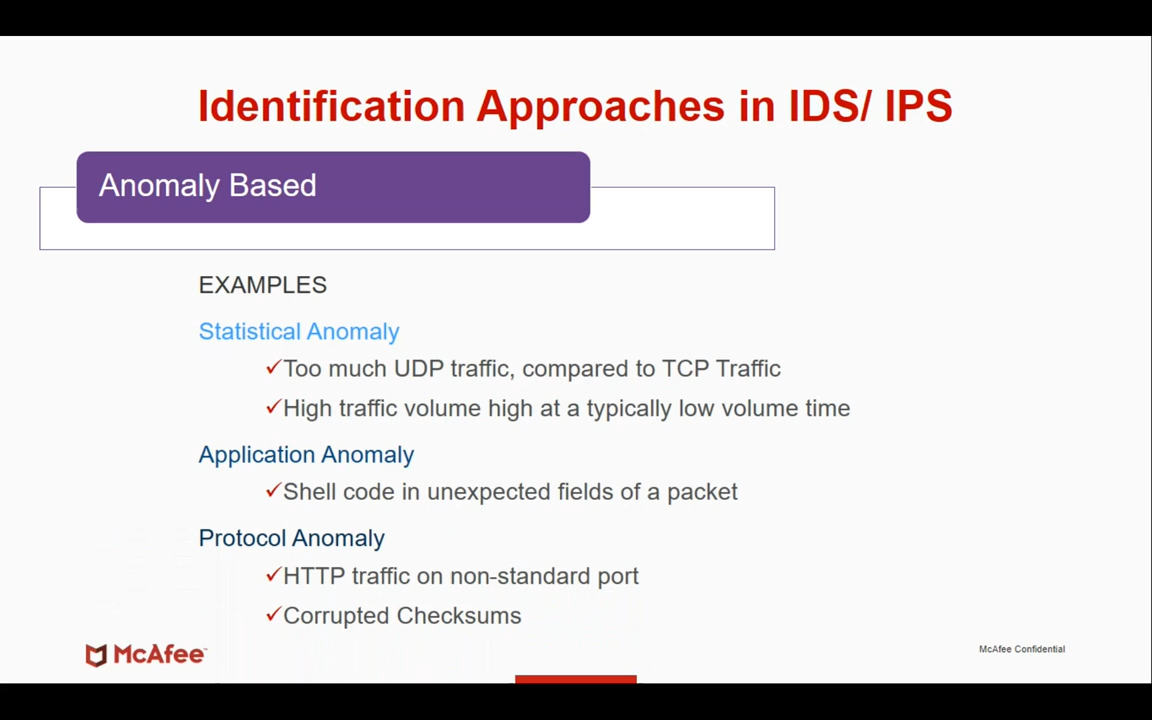 Identification Approaches in IDS/ IPS
Anomaly Based
EXAMPLES
Statistical Anomaly
✓Too much UDP traffic, compared to TCP Traffic
✓High traffic volume high at a typically low volume time
Application Anomaly
✓Shell code in unexpected fields of a packet
Protocol Anomaly
✓HTTP traffic on non-standard port
✓Corrupted Checksums
McAfee™
McAfee Confidential